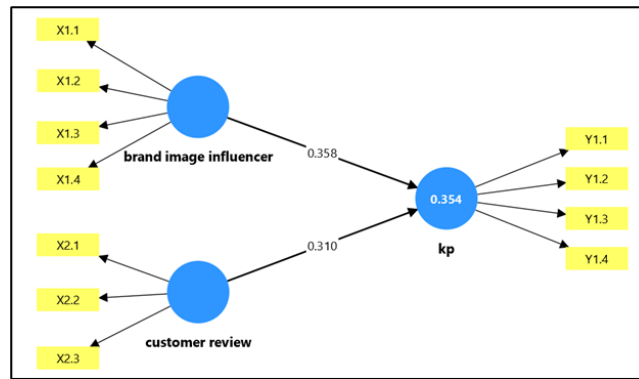 X1.1
X1.2
X1.3
X1.4
brand image influencer
0.358
X2.1
X2.2
X2.3
customer review
0.310
0.354
kp
Y1.1
Y1.2
Y1.3
Y1.4